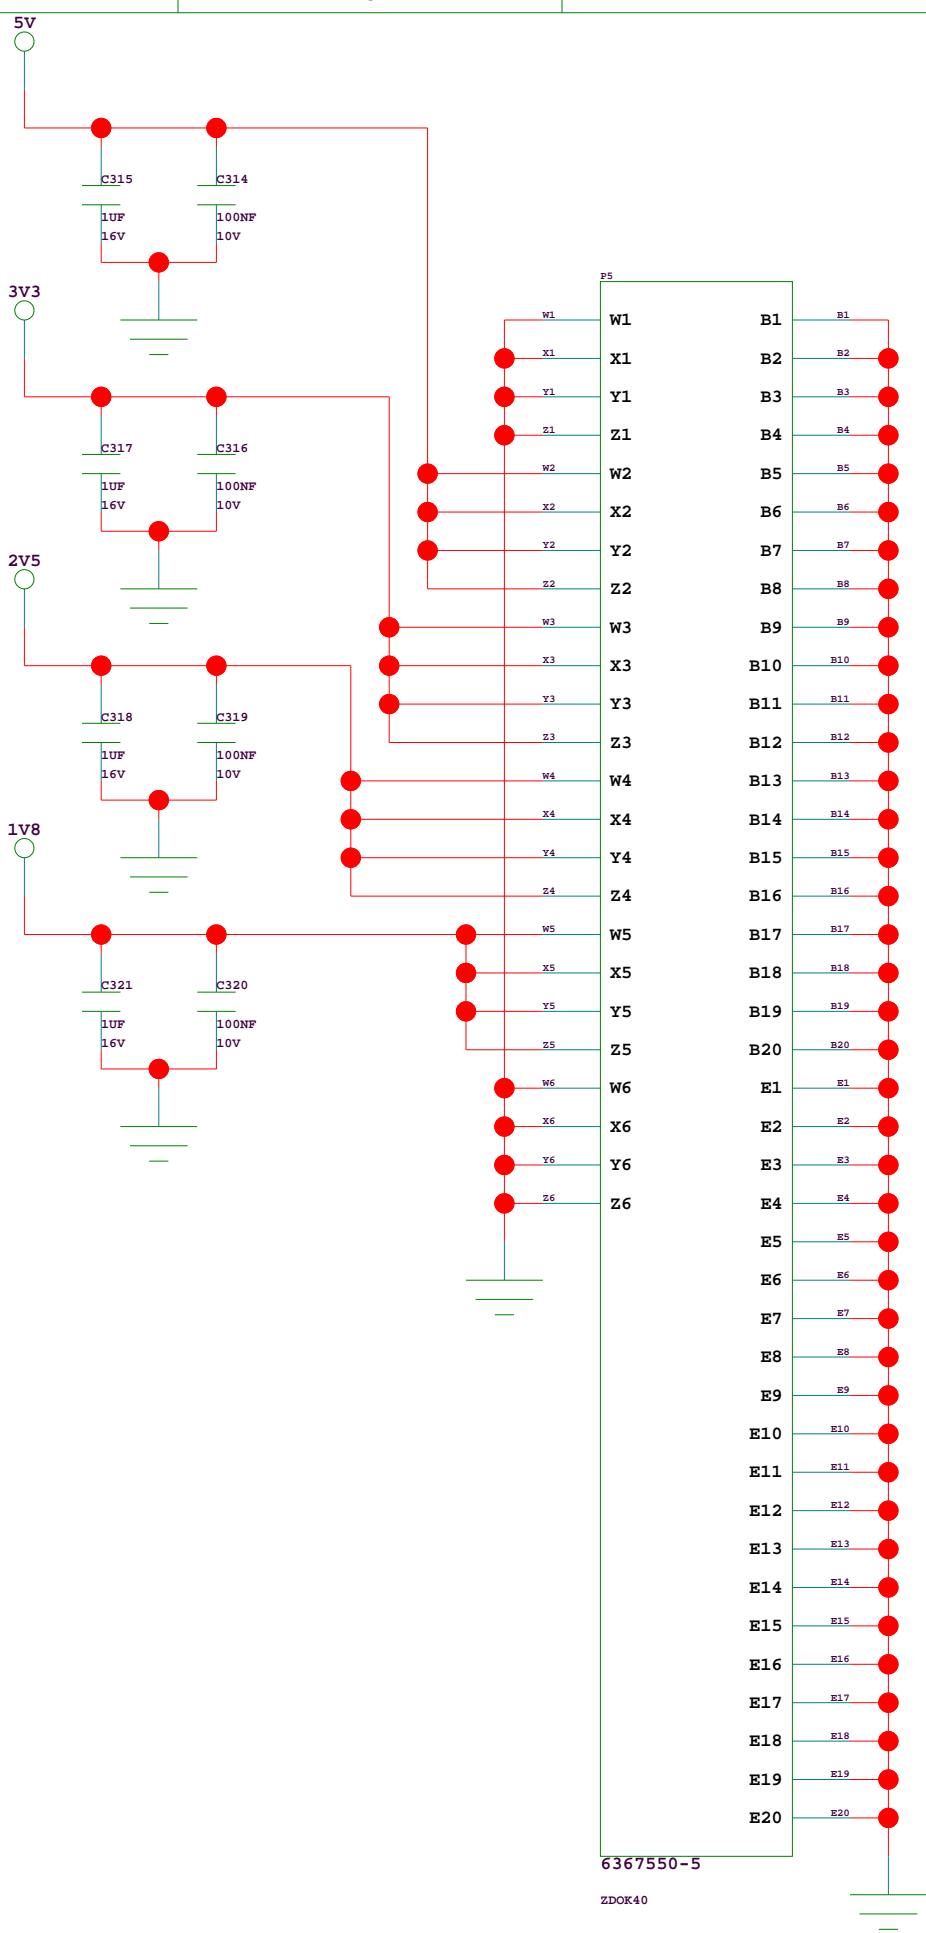 5V
C315
C314
1UF
100NF
16V
10V
3V3
C317
C316
1UF
100NF
16V
10V
2V5
C318
C319
1UF
100NF
16V
10V
1V8
C321
C320
1UF
100NF
16V
10V
P5
W1 W1 B1 B1
X1 X1 B2 B2
Y1 Y1 B3 B3
Z1 Z1 B4 B4
W2 W2 B5 B5
X2 X2 B6 B6
Y2 Y2 B7 B7
Z2 Z2 B8 B8
W3 W3 B9 B9
X3 X3 B10 B10
Y3 Y3 B11 B11
Z3 Z3 B12 B12
W4 W4 B13 B13
X4 X4 B14 B14
Y4 Y4 B15 B15
Z4 Z4 B16 B16
W5 W5 B17 B17
X5 X5 B18 B18
Y5 Y5 B19 B19
Z5 Z5 B20 B20
W6 W6 E1 E1
X6 X6 E2 E2
Y6 Y6 E3 E3
Z6 Z6 E4 E4
E5 E5
E6 E6
E7 E7
E8 E8
E9 E9
E10 E10
E11 E11
E12 E12
E13 E13
E14 E14
E15 E15
E16 E16
E17 E17
E18 E18
E19 E19
E20 E20
6367550-5
ZDOK40